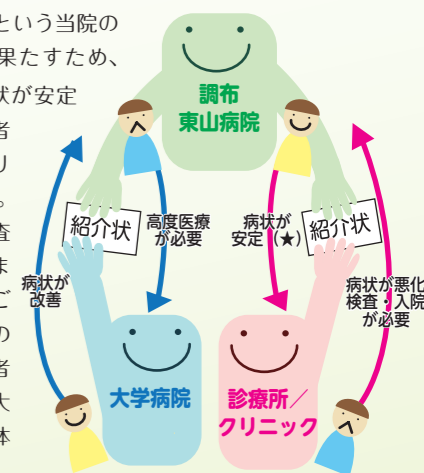 という当院の
果たすため、
状が安定
者
リ
。
査
ま
ご
の
者
大
体
調布
東山病院
紹介状
高度医療
が必要
病状が
安定（★）
紹介状
病状が
改善
病状が悪化
検査・入院
が必要
大学病院
診療所／
クリニック